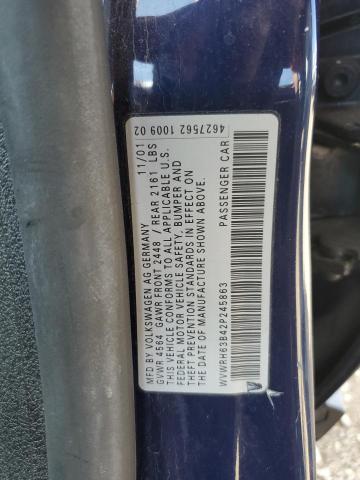 4627562 1009 02
MFD BY VOLKSWAGEN AG GERMANY 11/01
GVWR 4564 GAWR FRONT 2448 / REAR 2161 LBS
THIS VEHICLE CONFORMS TO ALL APPLICABLE U.S.
FEDERAL MOTOR VEHICLE SAFETY, BUMPER AND
THEFT PREVENTION STANDARDS IN EFFECT ON
THE DATE OF MANUFACTURE SHOWN ABOVE.
WVWRH63B42P245863 PASSENGER CAR